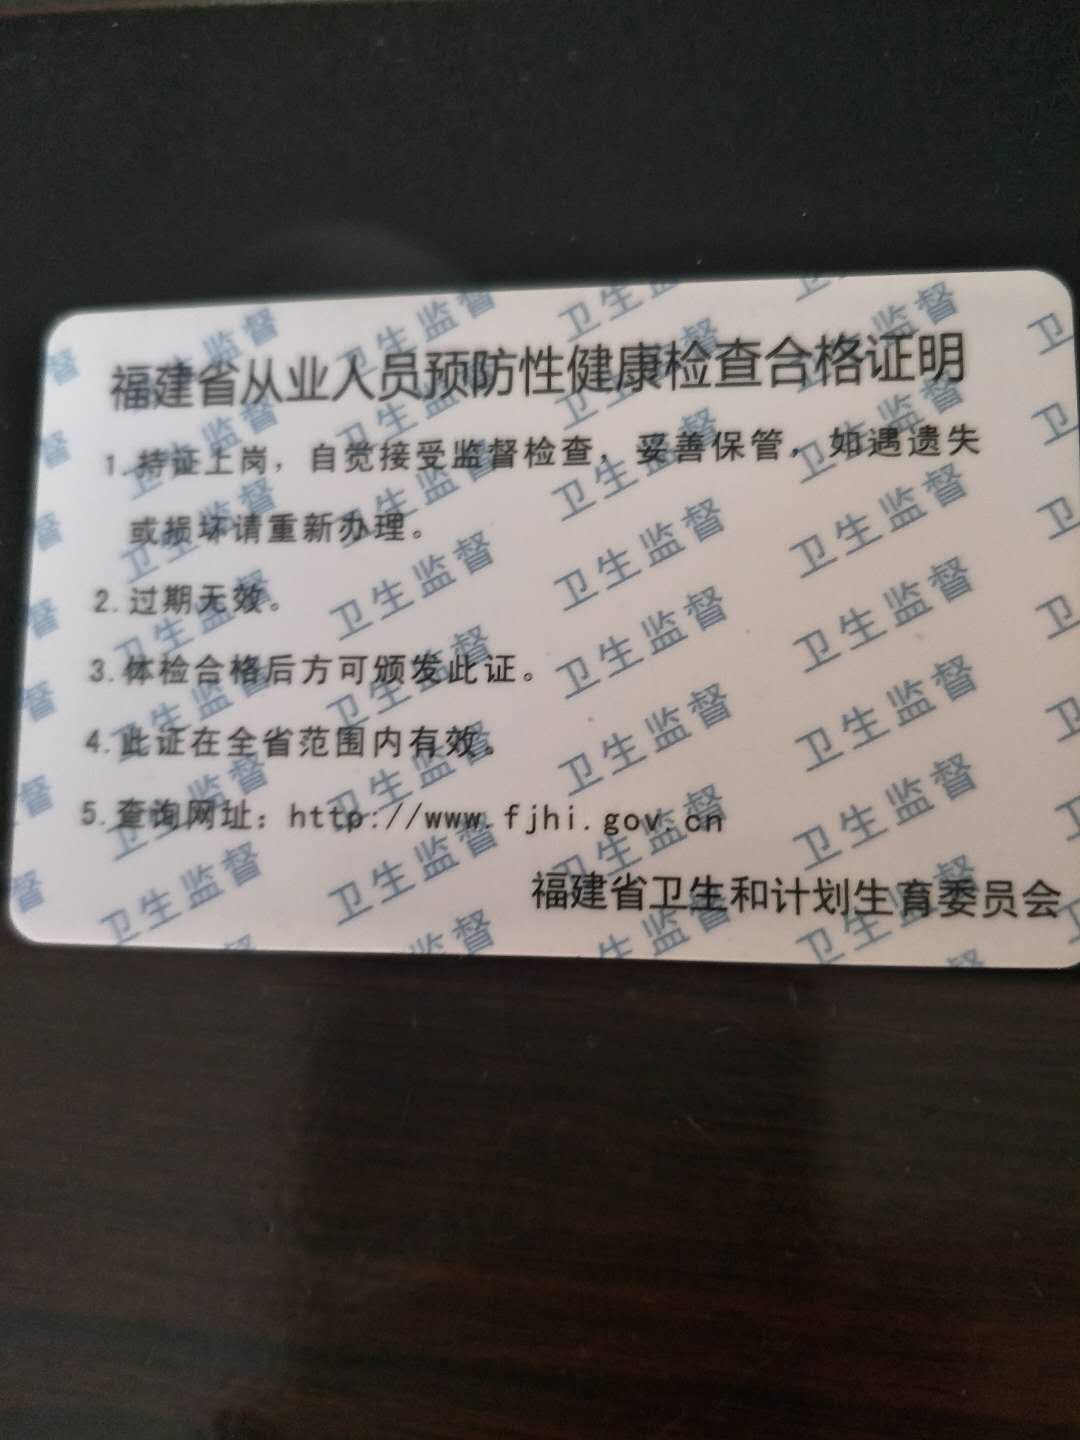 福建省从业人员预防性健康检查合格证明
1.持证上岗，自觉接受监督检查，妥善保管，如遇遗失
或损坏请重新办理。
2.过期无效。
3.体检合格后方可颁发此证。
4.此证在全省范围内有效。
5.查询网址：http://www.fjhi.gov.cn
福建省卫生和计划生育委员会
卫生监督